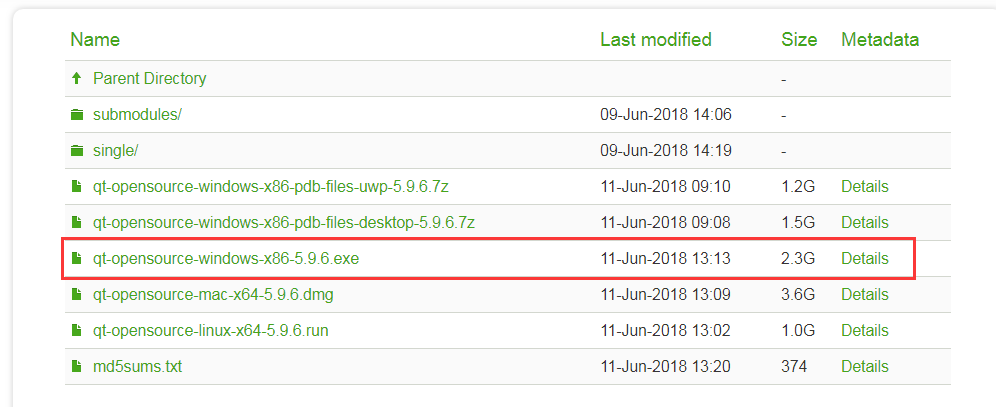 Name Last modified Size Metadata
Parent Directory -
submodules/ 09-Jun-2018 14:06 -
single/ 09-Jun-2018 14:19 -
qt-opensource-windows-x86-pdb-files-uwp-5.9.6.7z 11-Jun-2018 09:10 1.2G Details
qt-opensource-windows-x86-pdb-files-desktop-5.9.6.7z 11-Jun-2018 09:08 1.5G Details
qt-opensource-windows-x86-5.9.6.exe 11-Jun-2018 13:13 2.3G Details
qt-opensource-mac-x64-5.9.6.dmg 11-Jun-2018 13:09 3.6G Details
qt-opensource-linux-x64-5.9.6.run 11-Jun-2018 13:02 1.0G Details
md5sums.txt 11-Jun-2018 13:20 374 Details